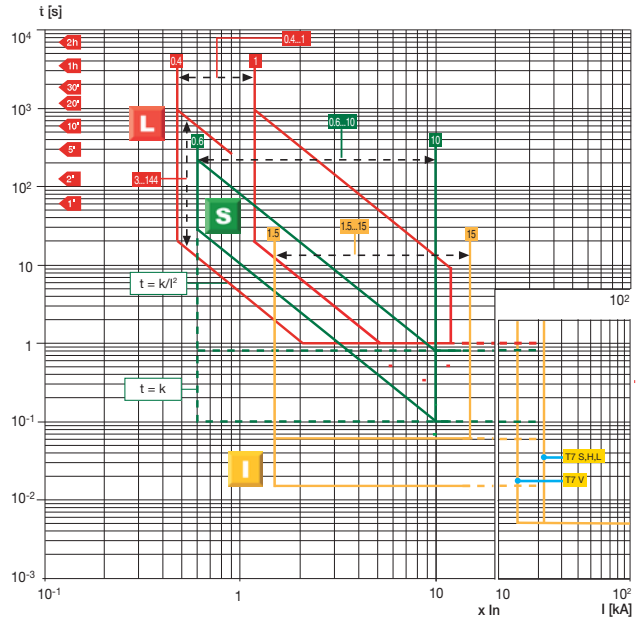 t [s]
10⁴
2h
0.4...1
0.4
1
1h
30'
20'
10³
L
10'
0.6...10
0.6
10
5'
3...144
2'
10²
1'
S
1.5
1.5...15
15
10
t = k/I²
10²
1
t = k
10⁻¹
I
T7 S,H,L
T7 V
10⁻²
10⁻³
10⁻¹
1
10
10
10²
x In
I [kA]